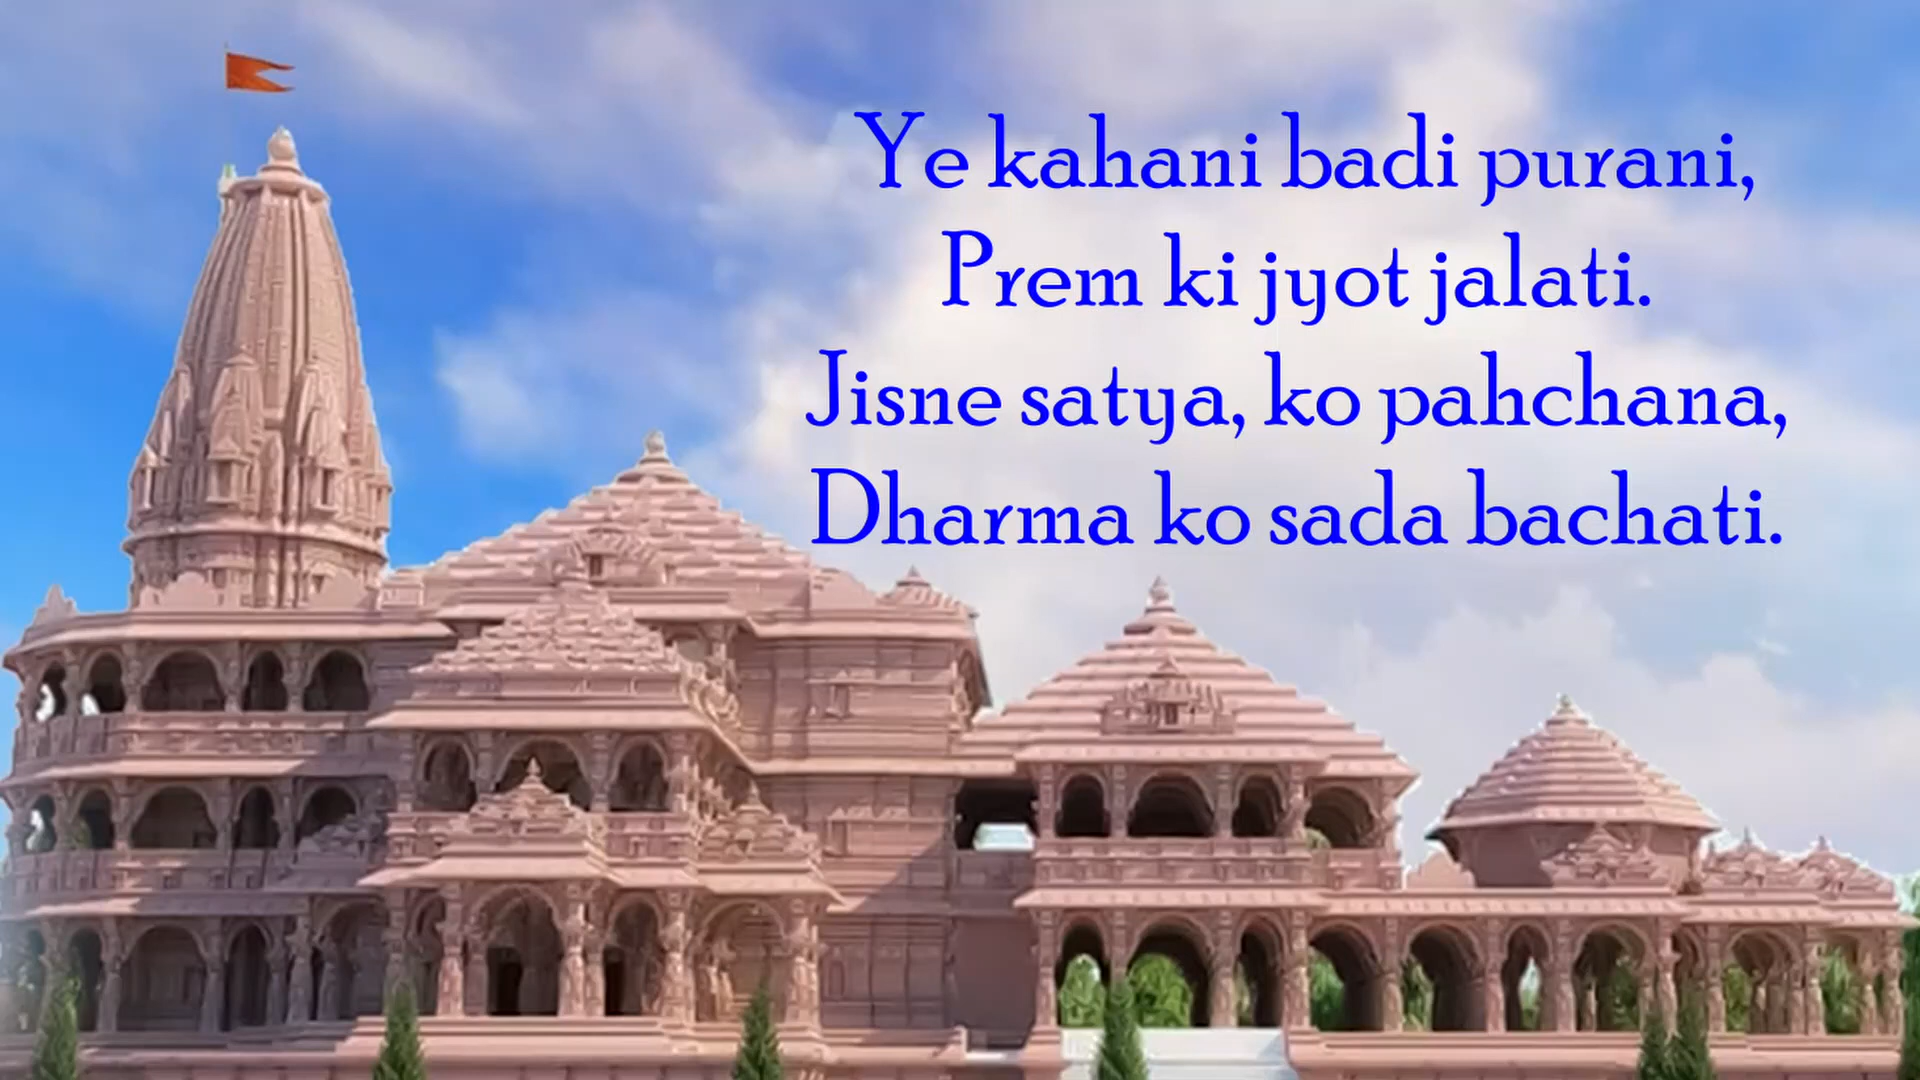 Ye kahani badi purani,
Prem ki jyot jalati.
Jisne satya, ko pahchana,
Dharma ko sada bachati.